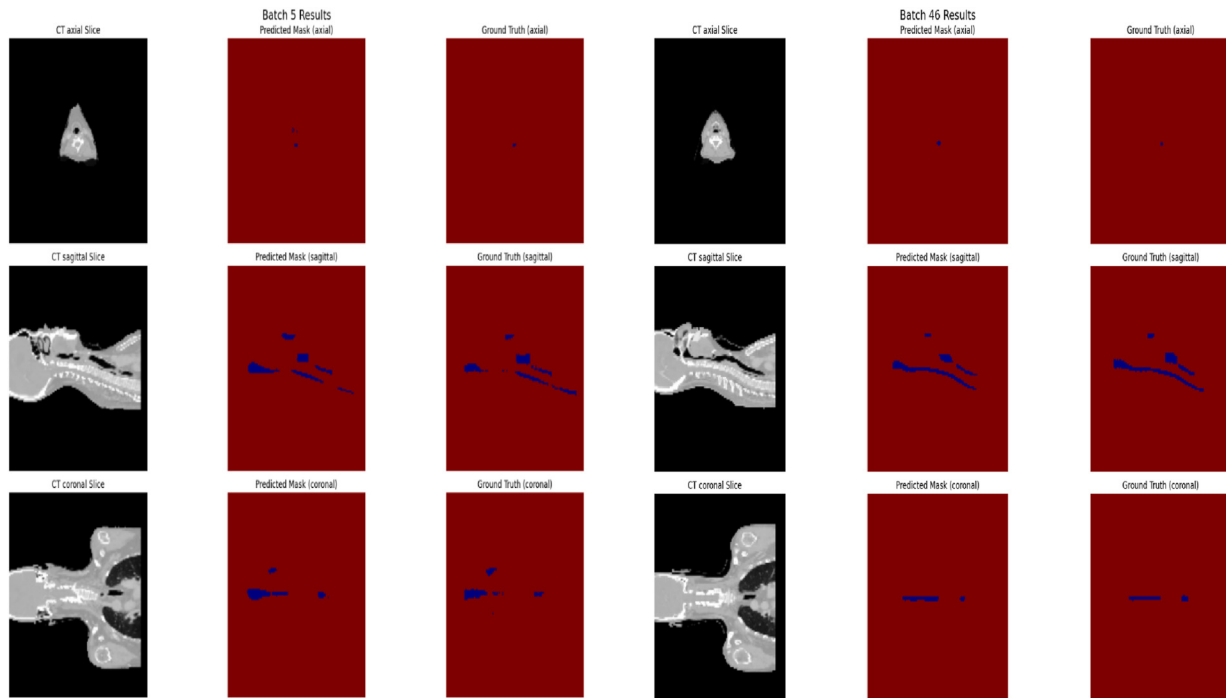 Batch 5 Results
CT axial Slice
Predicted Mask (axial)
Ground Truth (axial)
CT sagittal Slice
Predicted Mask (sagittal)
Ground Truth (sagittal)
CT coronal Slice
Predicted Mask (coronal)
Ground Truth (coronal)
Batch 46 Results
CT axial Slice
Predicted Mask (axial)
Ground Truth (axial)
CT sagittal Slice
Predicted Mask (sagittal)
Ground Truth (sagittal)
CT coronal Slice
Predicted Mask (coronal)
Ground Truth (coronal)